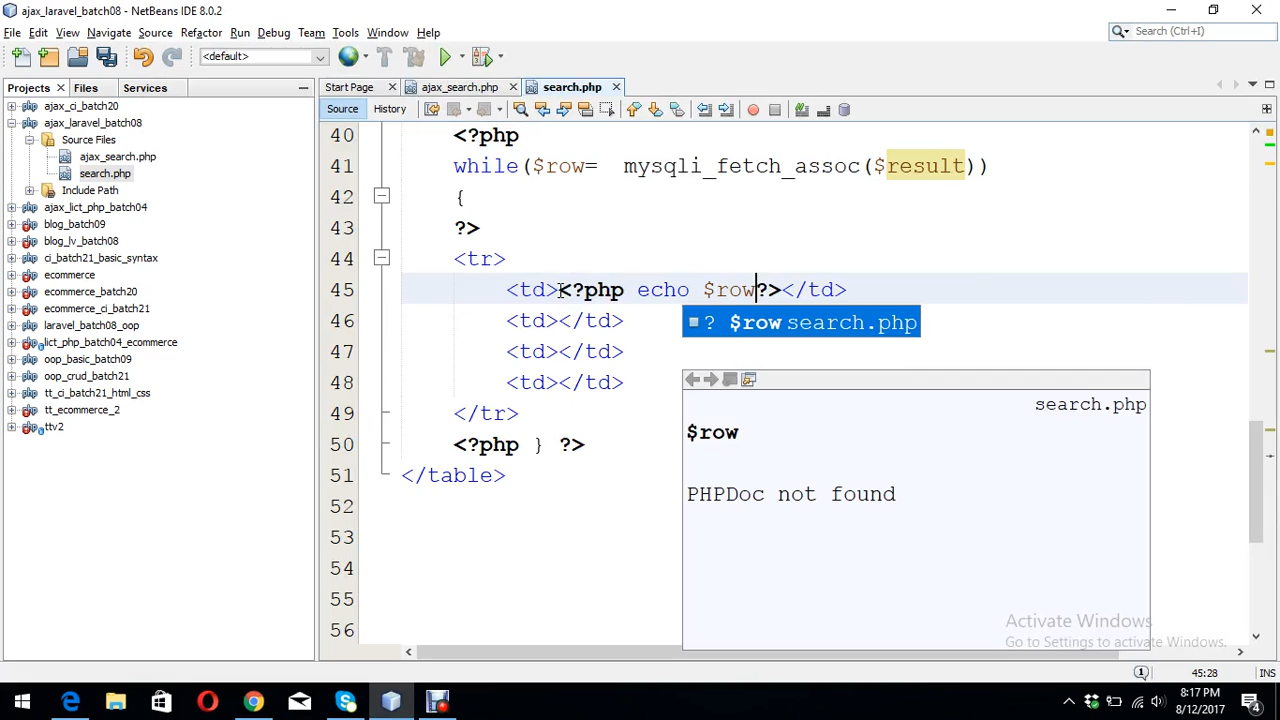 ajax_laravel_batch08 - NetBeans IDE 8.0.2
File Edit View Navigate Source Refactor Run Debug Team Tools Window Help
Search (Ctrl+I)
<default>
Projects Files Services
Start Page ajax_search.php search.php
Source History
ajax_ci_batch20
ajax_laravel_batch08
Source Files
ajax_search.php
search.php
Include Path
ajax_lict_php_batch04
blog_batch09
blog_lv_batch08
ci_batch21_basic_syntax
ecommerce
ecommerce_batch20
ecommerce_ci_batch21
laravel_batch08_oop
lict_php_batch04_ecommerce
oop_basic_batch09
oop_crud_batch21
tt_ci_batch21_html_css
tt_ecommerce_2
ttv2
40 <?php
41 while($row= mysqli_fetch_assoc($result))
42 {
43 ?>
44 <tr>
45 <td><?php echo $row?></td>
46 <td></td>
? $row search.php
47 <td></td>
48 <td></td>
49 </tr>
50 <?php } ?>
51 </table>
52
53
54
55
56
search.php
$row
PHPDoc not found
Activate Windows
Go to Settings to activate Windows.
1 45:28 INS
8:17 PM
8/12/2017
4